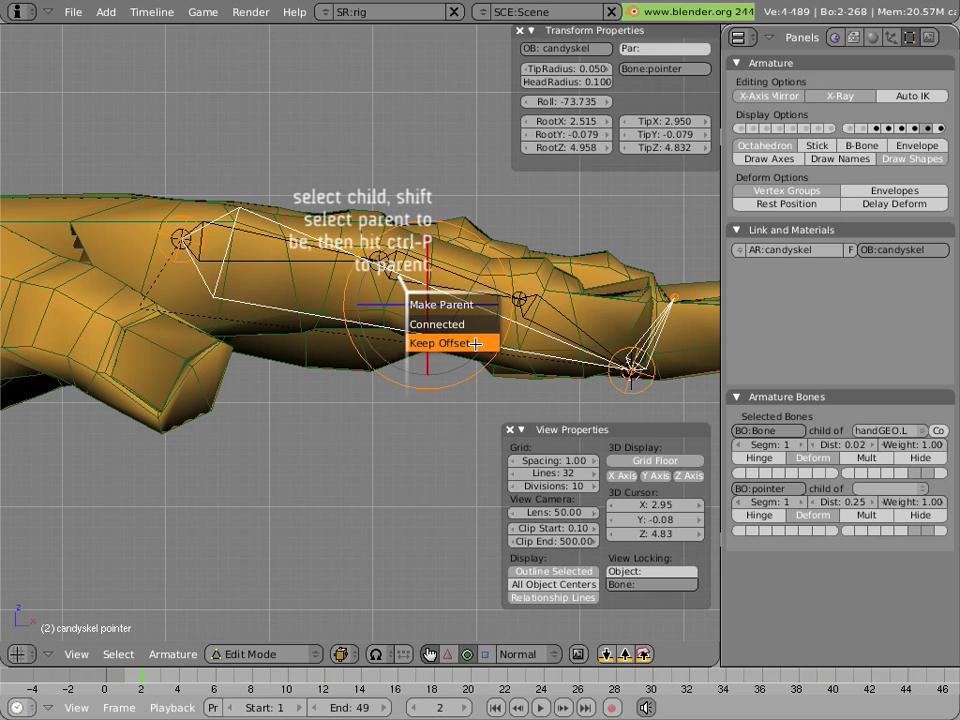 File Add Timeline Game Render Help SR:rig SCE:Scene www.blender.org 244 Ve:4-489 | Bo:2-268 | Mem:20.57M
Transform Properties
OB: candyskel Par:
TipRadius: 0.050 Bone:pointer
HeadRadius: 0.100
Roll: -73.735
RootX: 2.515 TipX: 2.950
RootY: -0.079 TipY: -0.079
RootZ: 4.958 TipZ: 4.832
select child, shift
select parent to
be, then hit ctrl-P
to parent.
Make Parent
Connected
Keep Offset
View Properties
Grid: 3D Display:
Spacing: 1.00 Grid Floor
Lines: 32 X Axis Y Axis Z Axis
Divisions: 10
View Camera: 3D Cursor:
Lens: 50.00 X: 2.95
Clip Start: 0.10 Y: -0.08
Clip End: 500.00 Z: 4.83
Display: View Locking:
Outline Selected Object:
All Object Centers Bone:
Relationship Lines
z
x
(2) candyskel pointer
View Select Armature Edit Mode Normal
Panels
Armature
Editing Options
X-Axis Mirror X-Ray Auto IK
Display Options
Octahedron Stick B-Bone Envelope
Draw Axes Draw Names Draw Shapes
Deform Options
Vertex Groups Envelopes
Rest Position Delay Deform
Link and Materials
AR:candyskel F OB:candyskel
Armature Bones
Selected Bones
BO:Bone child of handGEO.L Co
Segm: 1 Dist: 0.02 Weight: 1.00
Hinge Deform Mult Hide
BO:pointer child of
Segm: 1 Dist: 0.25 Weight: 1.00
Hinge Deform Mult Hide
-4 -2 0 2 4 6 8 10 12 14 16 18 20 22 24 26 28 30 32 34 36 38 40 42 44 46
View Frame Playback Pr Start: 1 End: 49 2